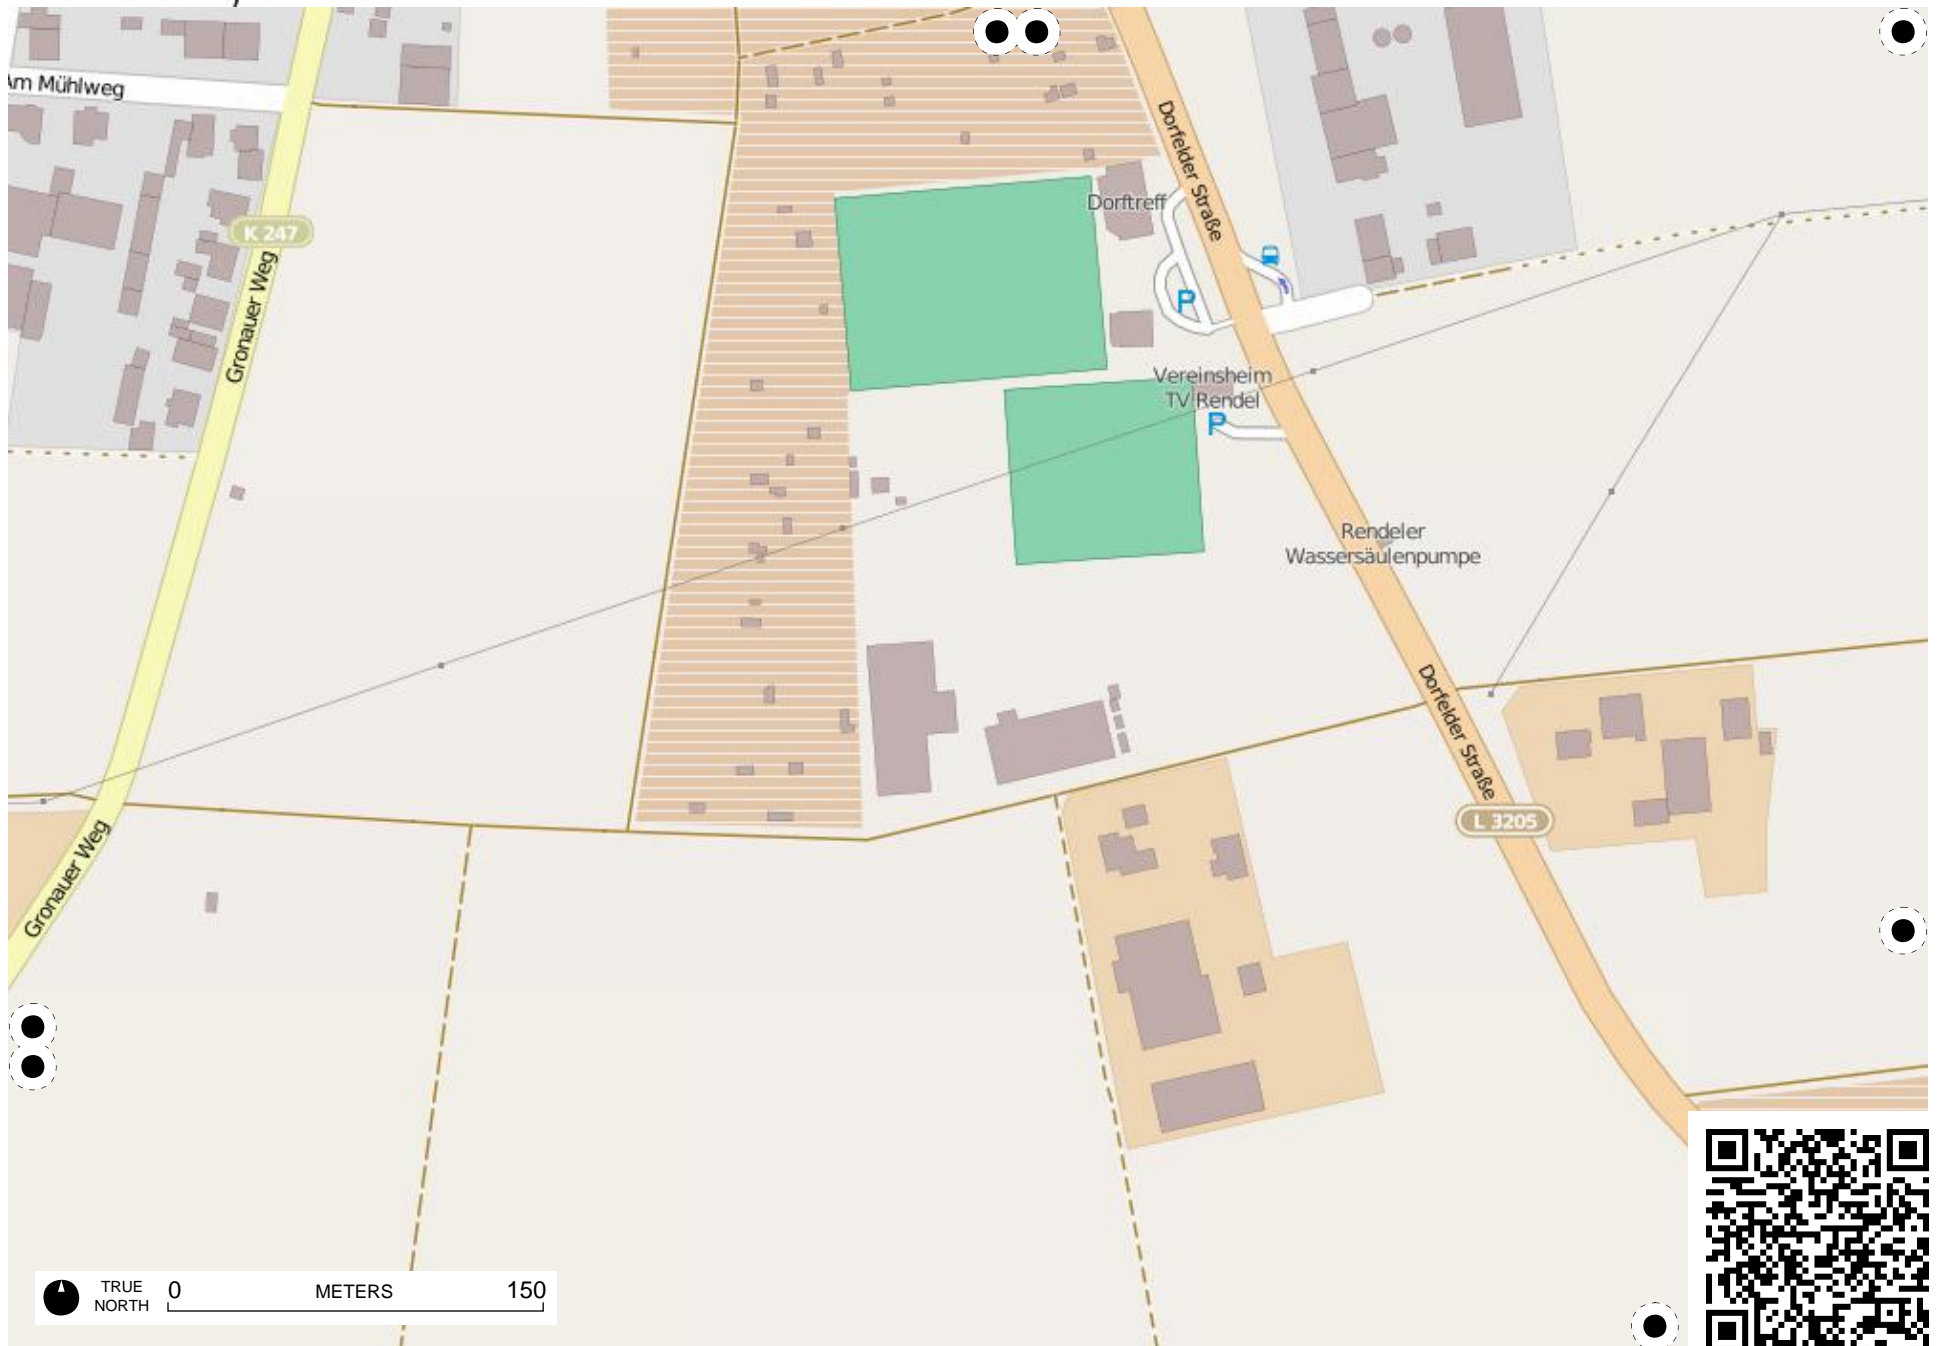 Am Mühlweg
Dorfelder Straße
Dorftreff
K 247
Gronauer Weg
P
Vereinsheim
TV Rendel
P
Rendeler
Wassersäulenpumpe
Dorfelder Straße
L 3205
Gronauer Weg
TRUE
NORTH
0 METERS 150